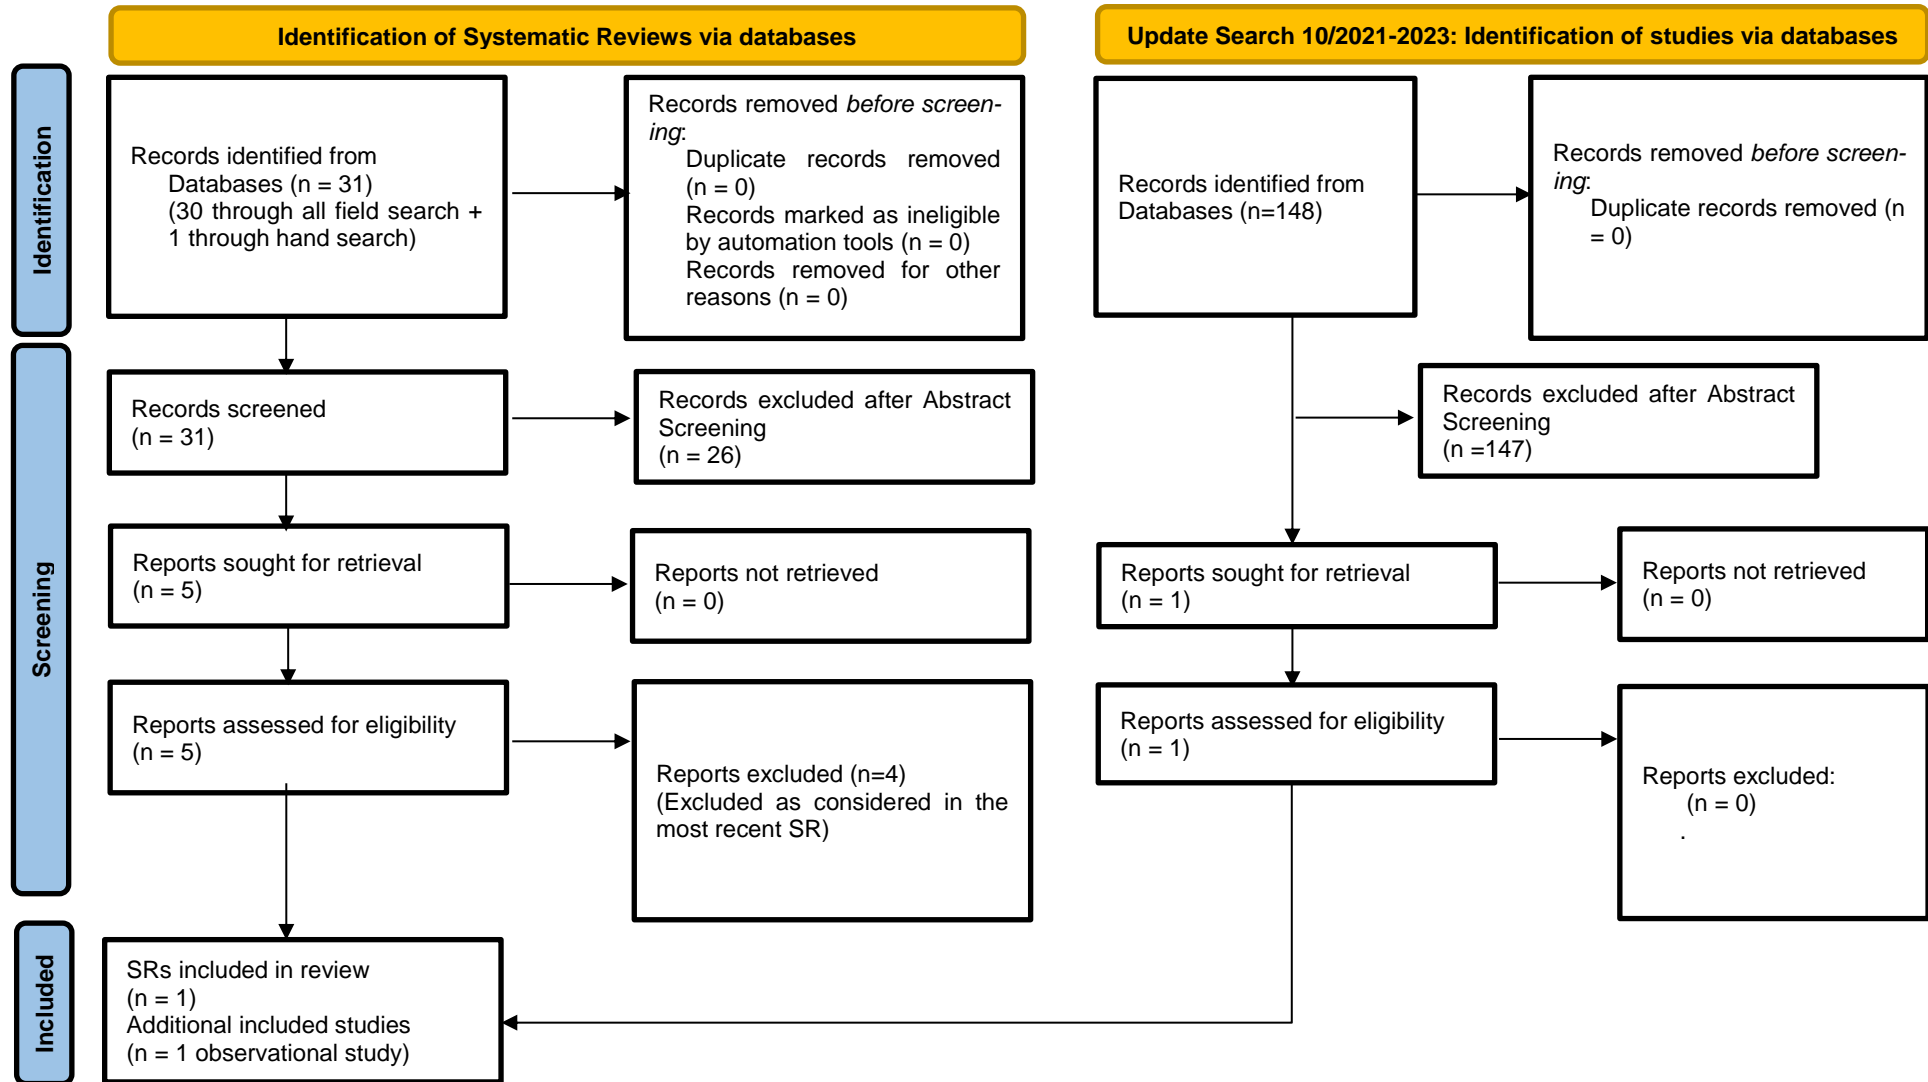 Identification of Systematic Reviews via databases
Update Search 10/2021-2023: Identification of studies via databases
Identification
Records identified from
Databases (n = 31)
(30 through all field search +
1 through hand search)
Records removed before screen-
ing:
Duplicate records removed
(n = 0)
Records marked as ineligible
by automation tools (n = 0)
Records removed for other
reasons (n = 0)
Records identified from
Databases (n=148)
Records removed before screen-
ing:
Duplicate records removed (n
= 0)
Screening
Records screened
(n = 31)
Records excluded after Abstract
Screening
(n = 26)
Records excluded after Abstract
Screening
(n =147)
Reports sought for retrieval
(n = 5)
Reports not retrieved
(n = 0)
Reports sought for retrieval
(n = 1)
Reports not retrieved
(n = 0)
Reports assessed for eligibility
(n = 5)
Reports excluded (n=4)
(Excluded as considered in the
most recent SR)
Reports assessed for eligibility
(n = 1)
Reports excluded:
(n = 0)
.
Included
SRs included in review
(n = 1)
Additional included studies
(n = 1 observational study)